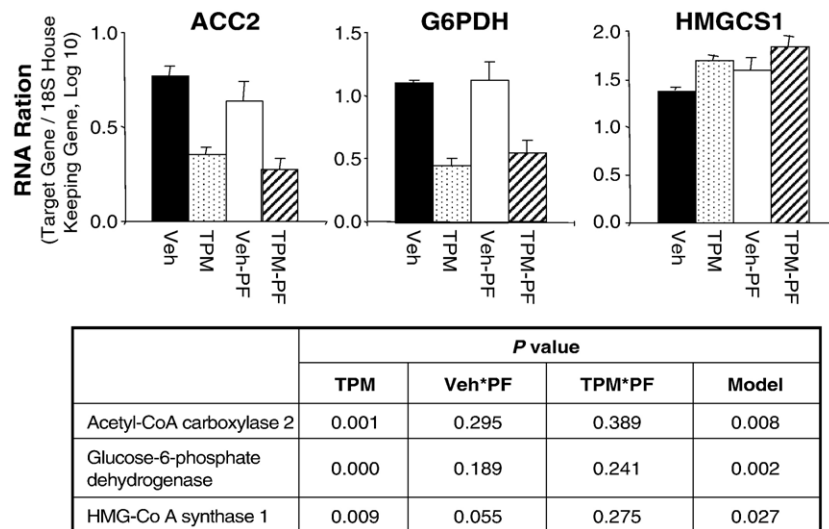 ACC2
G6PDH
HMGCS1
RNA Ration
(Target Gene / 18S House
Keeping Gene, Log 10)
1.0
0.5
0.0
Veh
TPM
Veh-PF
TPM-PF
1.5
1.0
0.5
0.0
Veh
TPM
Veh-PF
TPM-PF
2.0
1.5
1.0
1.5
0.0
Veh
TPM
Veh-PF
TPM-PF
P value
TPM Veh*PF TPM*PF Model
Acetyl-CoA carboxylase 2 0.001 0.295 0.389 0.008
Glucose-6-phosphate
dehydrogenase 0.000 0.189 0.241 0.002
HMG-Co A synthase 1 0.009 0.055 0.275 0.027